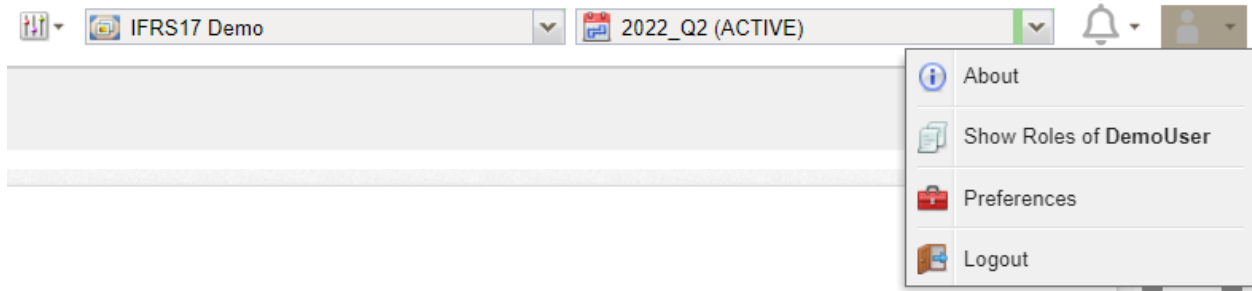 IFRS17 Demo
2022_Q2 (ACTIVE)
About
Show Roles of DemoUser
Preferences
Logout